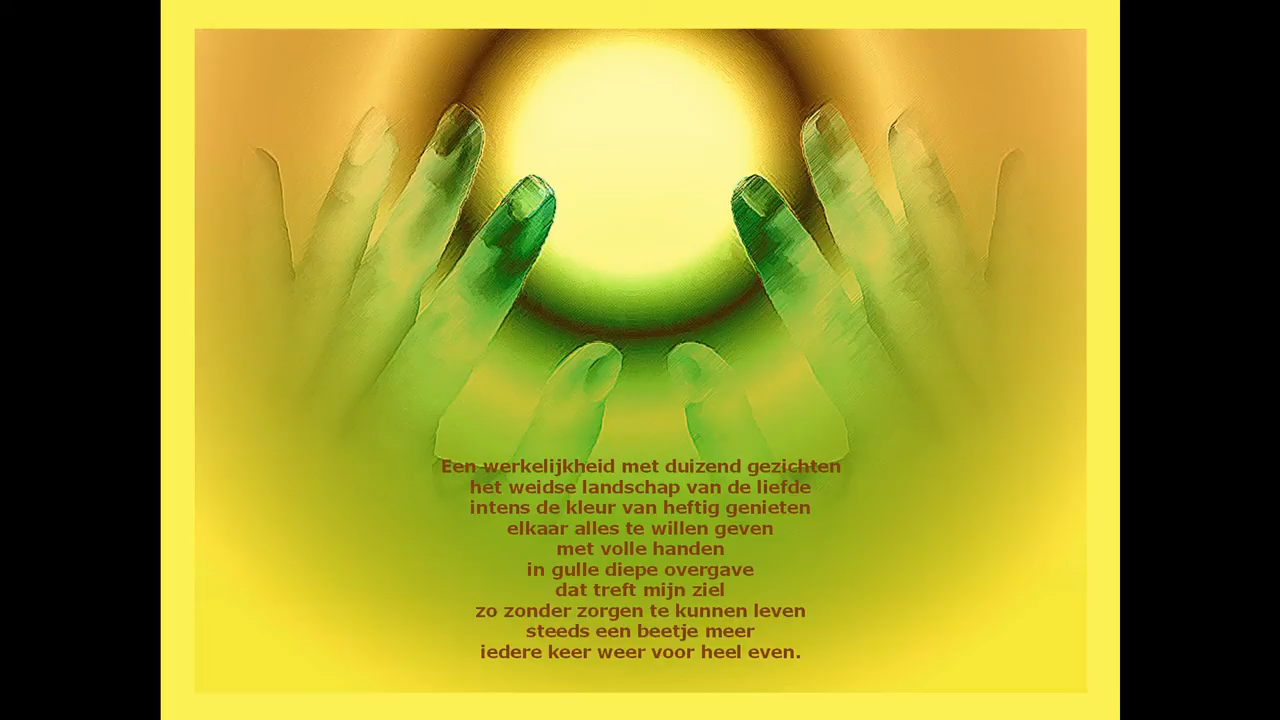 Een werkelijkheid met duizend gezichten
het weidse landschap van de liefde
intens de kleur van heftig genieten
elkaar alles te willen geven
met volle handen
in gulle diepe overgave
dat treft mijn ziel
zo zonder zorgen te kunnen leven
steeds een beetje meer
iedere keer weer voor heel even.